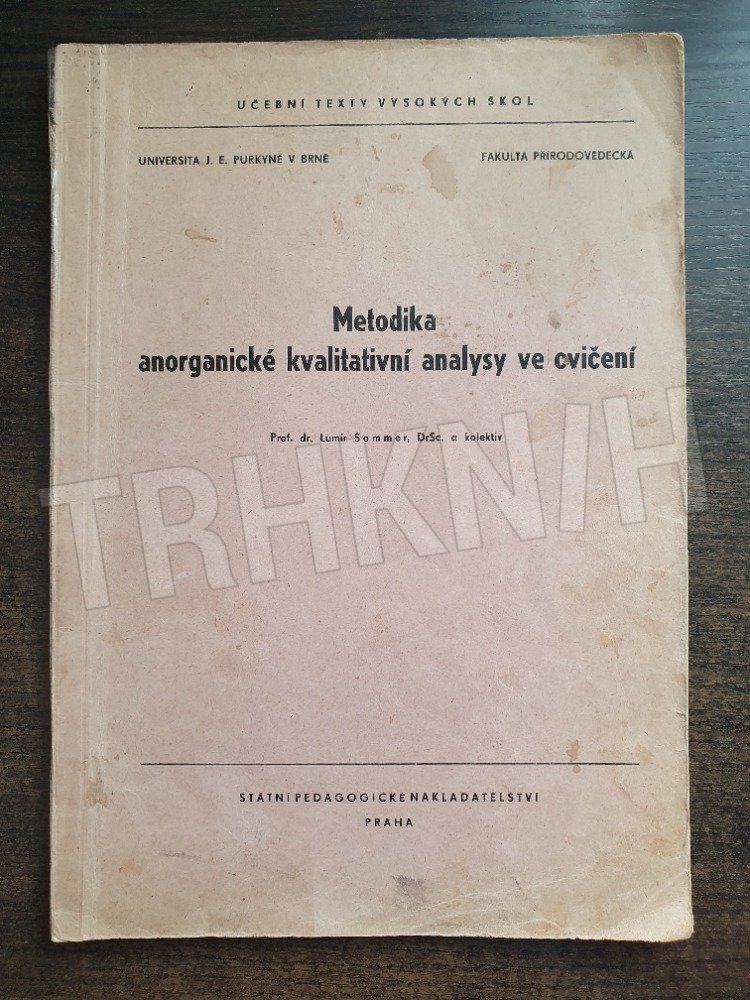 UČEBNÍ TEXTY VYSOKÝCH ŠKOL
UNIVERSITA J. E. PURKYNĚ V BRNĚ
FAKULTA PŘÍRODOVĚDECKÁ
Metodika
anorganické kvalitativní analysy ve cvičení
Prof. dr. Lumír Sommer, DrSc. a kolektiv
TRHKNIH
STÁTNÍ PEDAGOGICKÉ NAKLADATELSTVÍ
PRAHA